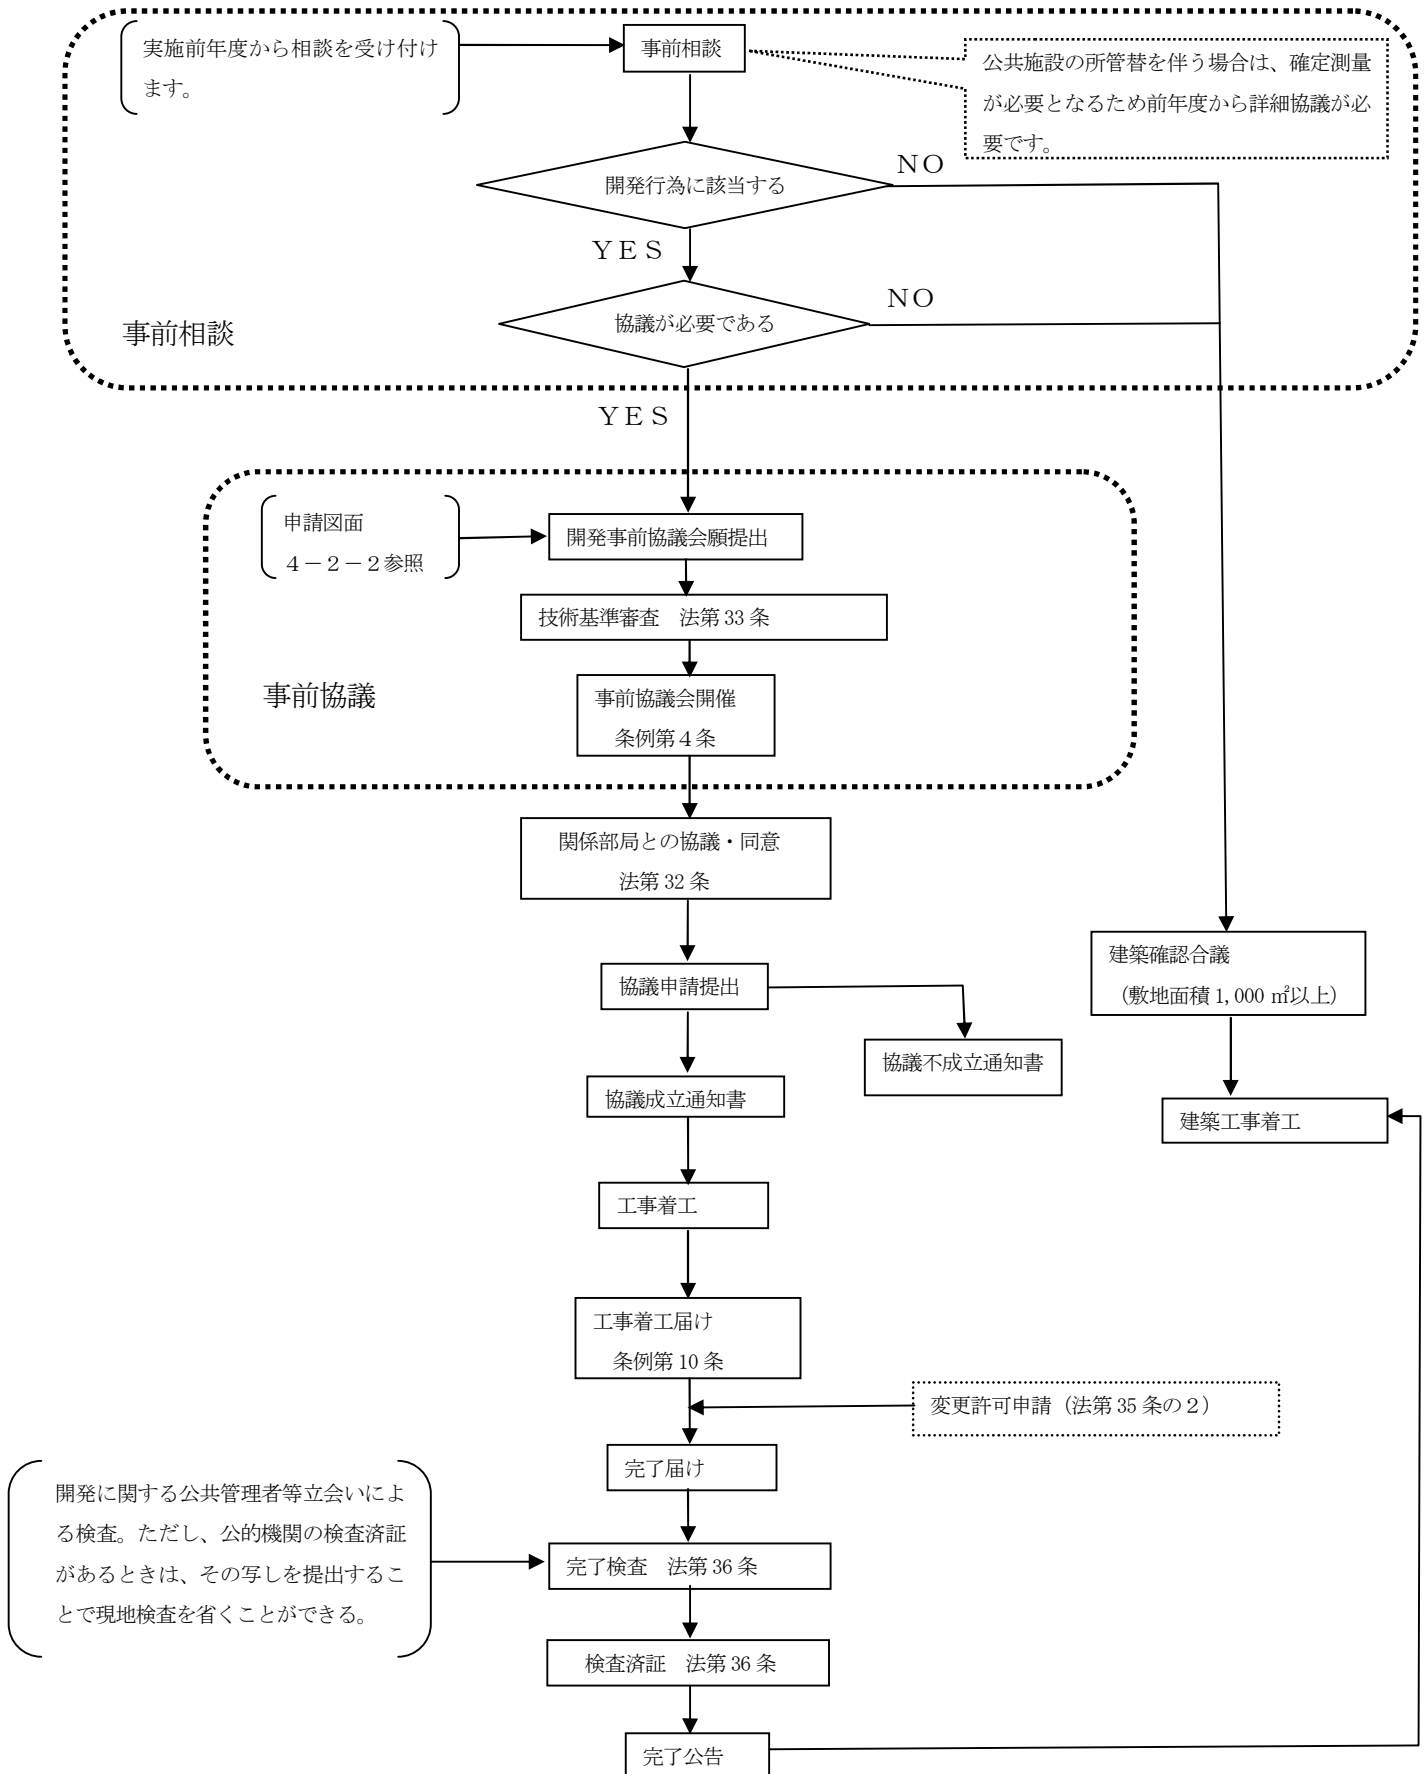 実施前年度から相談を受け付け
ます。
事前相談
公共施設の所管替を伴う場合は、確定測量
が必要となるため前年度から詳細協議が必
要です。
開発行為に該当する
NO
YES
協議が必要である
NO
事前相談
YES
申請図面
4－2－2参照
開発事前協議会願提出
技術基準審査　法第33条
事前協議会開催
条例第4条
事前協議
関係部局との協議・同意
法第32条
協議申請提出
協議不成立通知書
協議成立通知書
建築確認合議
（敷地面積1,000㎡以上）
建築工事着工
工事着工
工事着工届け
条例第10条
変更許可申請（法第35条の2）
完了届け
開発に関する公共管理者等立会いによ
る検査。ただし、公的機関の検査済証
があるときは、その写しを提出するこ
とで現地検査を省くことができる。
完了検査　法第36条
検査済証　法第36条
完了公告